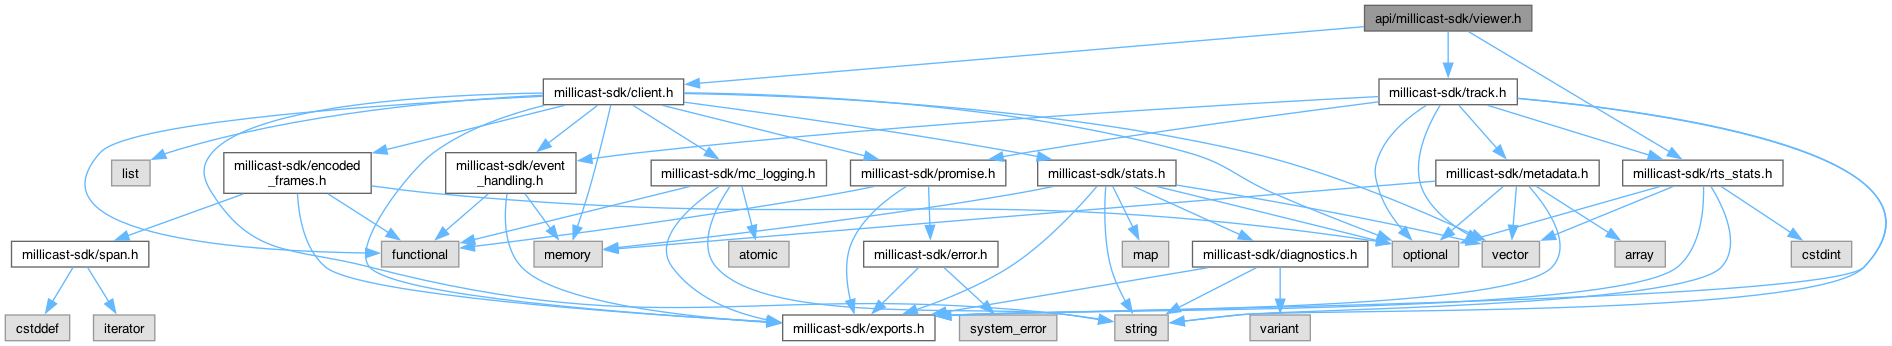 api/millicast-sdk/viewer.h
millicast-sdk/client.h
millicast-sdk/track.h
list
millicast-sdk/encoded
_frames.h
millicast-sdk/event
_handling.h
millicast-sdk/mc_logging.h
millicast-sdk/promise.h
millicast-sdk/stats.h
millicast-sdk/metadata.h
millicast-sdk/rts_stats.h
millicast-sdk/span.h
functional
memory
atomic
millicast-sdk/error.h
map
millicast-sdk/diagnostics.h
optional
vector
array
cstdint
cstddef
iterator
millicast-sdk/exports.h
system_error
string
variant